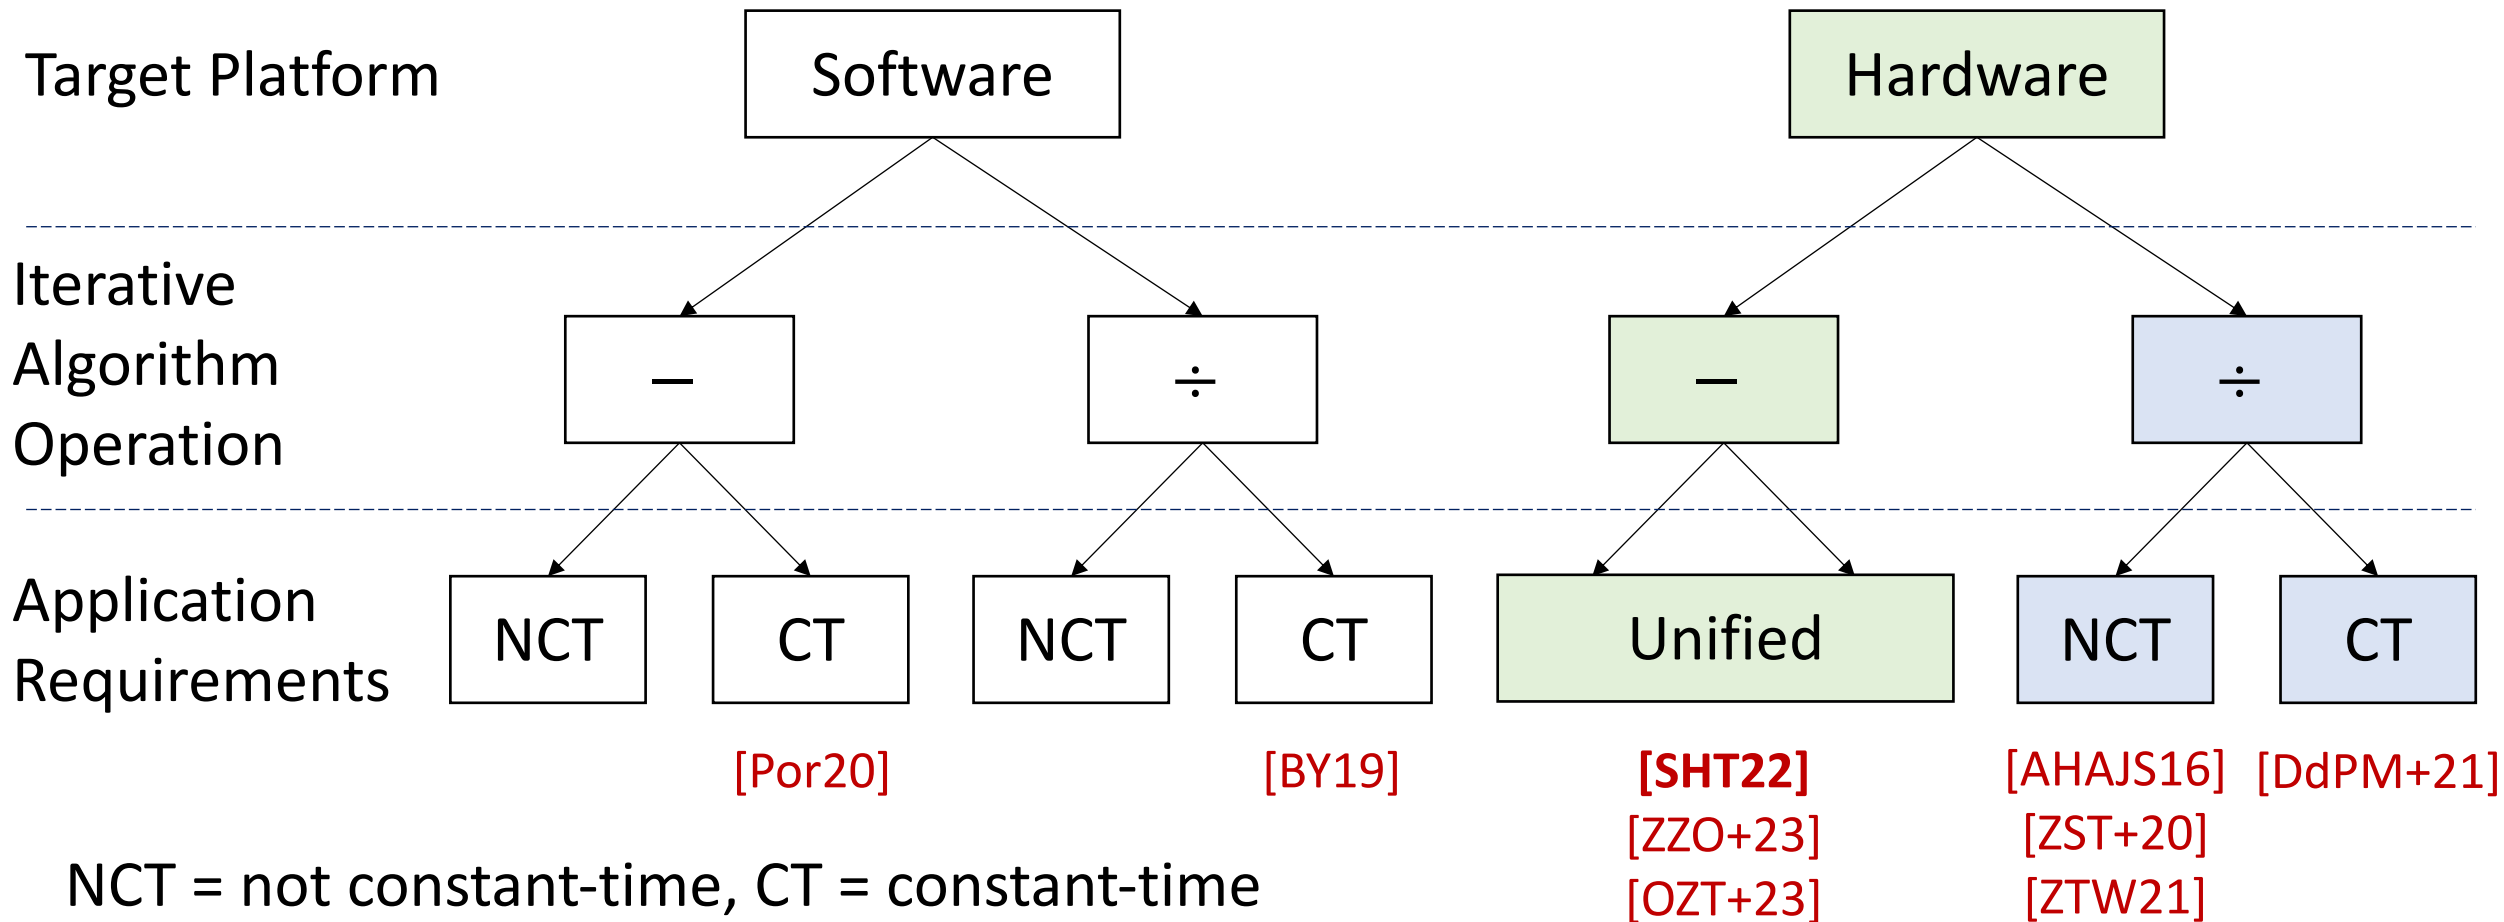 Target Platform
Software
Hardware
Iterative
Algorithm
Operation
−
÷
−
÷
Application
Requirements
NCT
CT
NCT
CT
Unified
NCT
CT
[Por20]
[BY19]
[SHT22]
[ZZO+23]
[OZT+23]
[AHAJS16]
[ZST+20]
[ZTW21]
[DdPM+21]
NCT = not constant-time, CT = constant-time